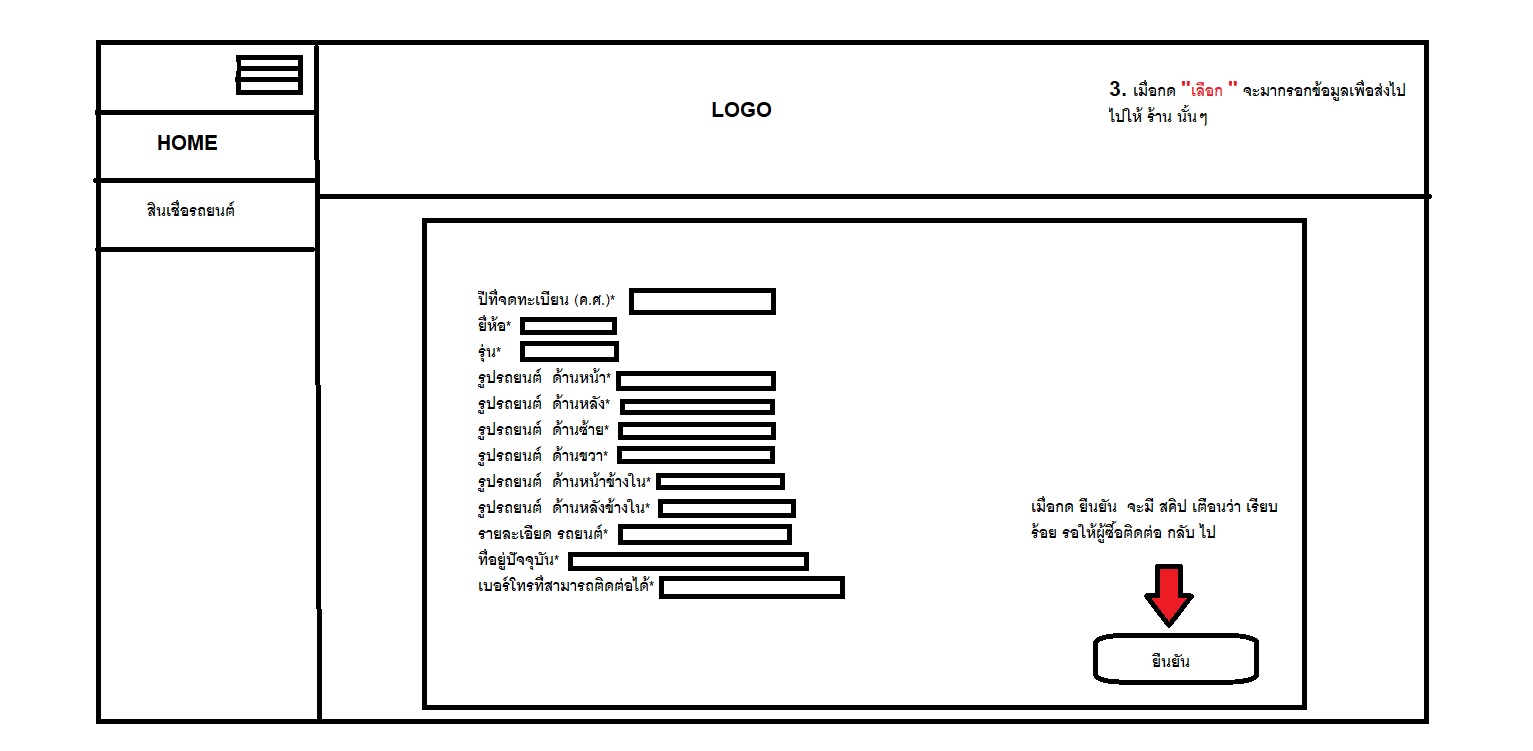 LOGO
3. เมื่อกด "เลือก " จะมากรอกข้อมูลเพื่อส่งไป
ไปให้ ร้าน นั้นๆ
HOME
สินเชื่อรถยนต์
ปีที่จดทะเบียน (ค.ศ.)*
ยี่ห้อ*
รุ่น*
รูปรถยนต์ ด้านหน้า*
รูปรถยนต์ ด้านหลัง*
รูปรถยนต์ ด้านซ้าย*
รูปรถยนต์ ด้านขวา*
รูปรถยนต์ ด้านหน้าข้างใน*
รูปรถยนต์ ด้านหลังข้างใน*
รายละเอียด รถยนต์*
ที่อยู่ปัจจุบัน*
เบอร์โทรที่สามารถติดต่อได้*
เมื่อกด ยืนยัน จะมี สคิป เตือนว่า เรียบ
ร้อย รอให้ผู้ซื้อติดต่อ กลับ ไป
ยืนยัน